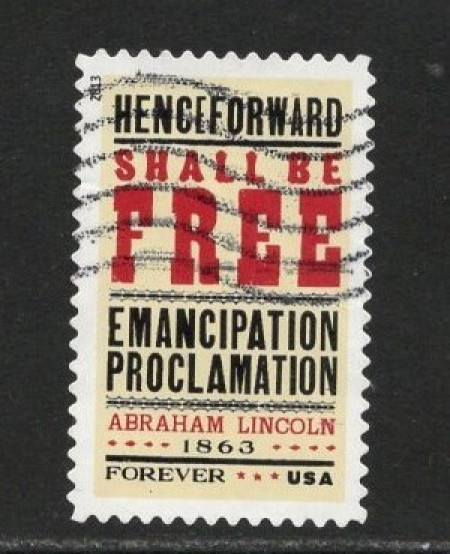 2013
HENCEFORWARD
SHALL BE
FREE
EMANCIPATION
PROCLAMATION
ABRAHAM LINCOLN
1863
FOREVER USA